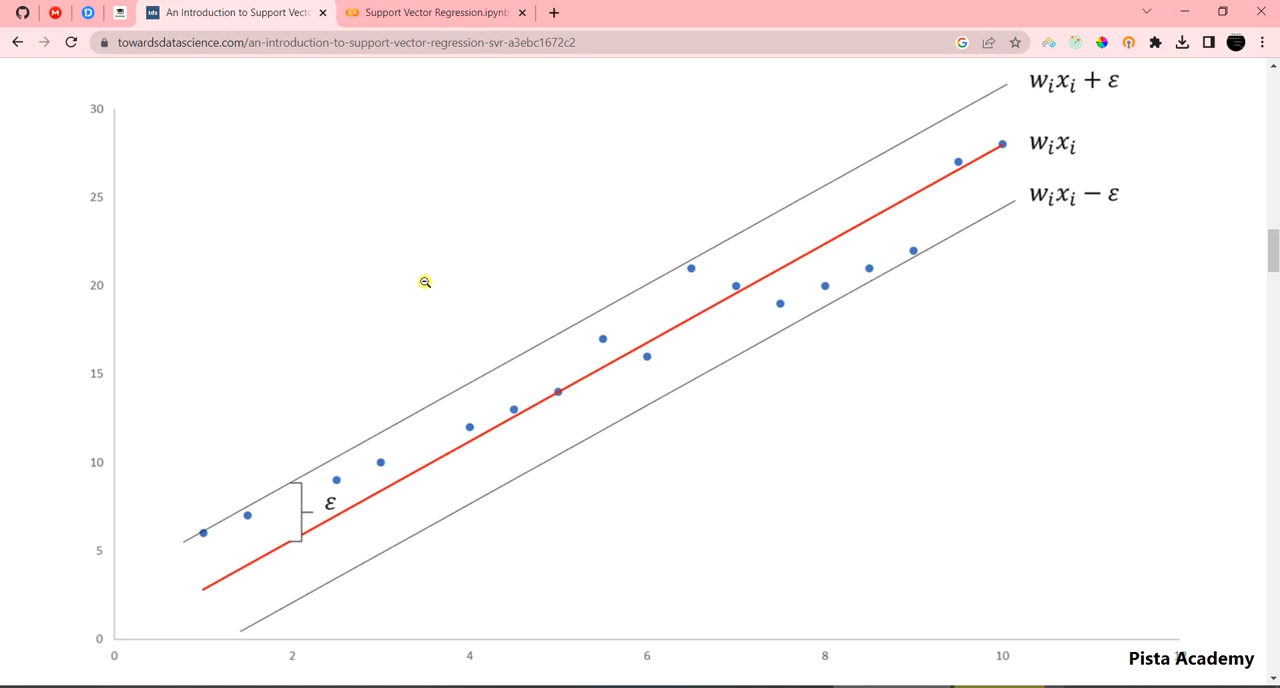 An Introduction to Support Vecto
Support Vector Regression.ipynb
towardsdatascience.com/an-introduction-to-support-vector-regression-svr-a3ebc1672c2
wᵢxᵢ + ε
30
wᵢxᵢ
25
wᵢxᵢ − ε
20
15
10
ε
5
0
0 2 4 6 8 10
Pista Academy